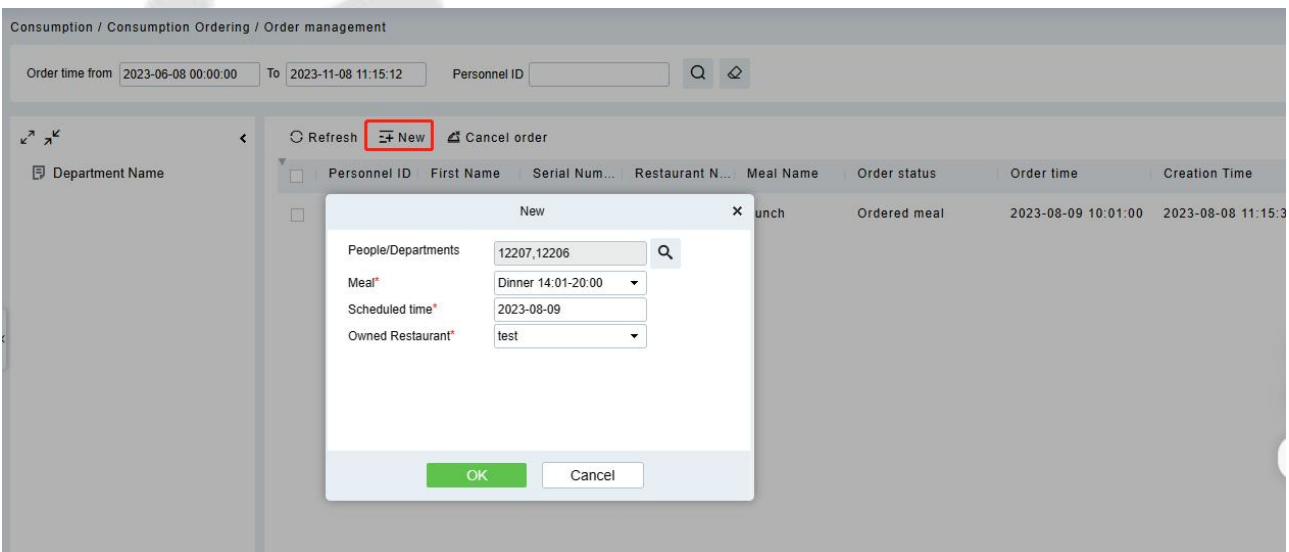 Consumption / Consumption Ordering / Order management
Order time from 2023-06-08 00:00:00 To 2023-11-08 11:15:12 Personnel ID
Refresh New Cancel order
Department Name
Personnel ID First Name Serial Num... Restaurant N... Meal Name Order status Order time Creation Time
unch Ordered meal 2023-08-09 10:01:00 2023-08-08 11:15:3
New
People/Departments 12207,12206
Meal* Dinner 14:01-20:00
Scheduled time* 2023-08-09
Owned Restaurant* test
OK Cancel